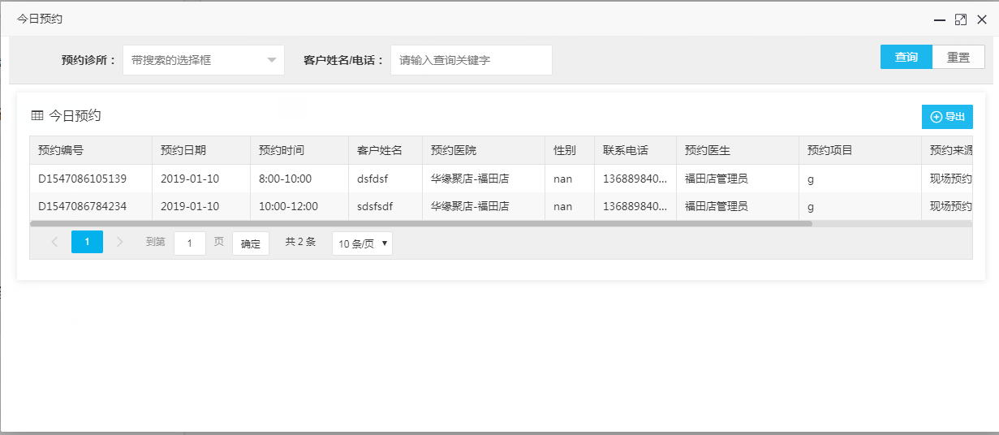 今日预约
预约诊所： 带搜索的选择框 客户姓名/电话： 请输入查询关键字 查询 重置
今日预约 导出
预约编号 预约日期 预约时间 客户姓名 预约医院 性别 联系电话 预约医生 预约项目 预约来源
D1547086105139 2019-01-10 8:00-10:00 dsfdsf 华缘聚店-福田店 nan 136889840... 福田店管理员 g 现场预约
D1547086784234 2019-01-10 10:00-12:00 sdsfsdf 华缘聚店-福田店 nan 136889840... 福田店管理员 g 现场预约
1 到第 1 页 确定 共 2 条 10 条/页